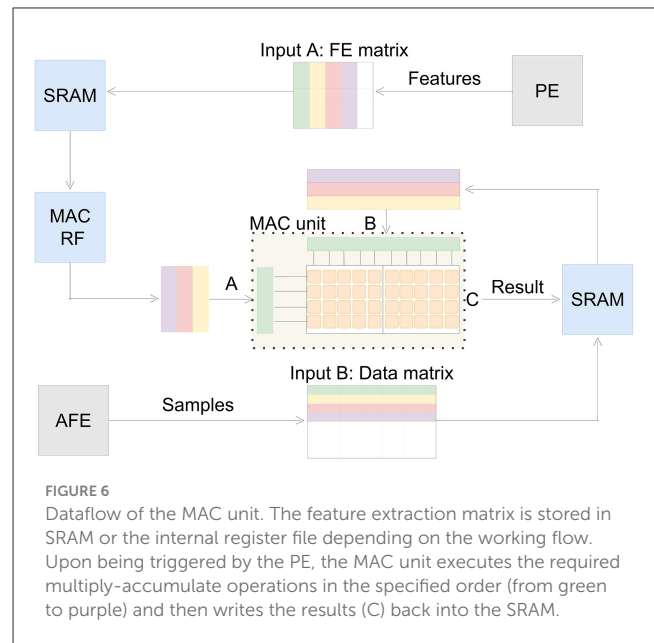 Input A: FE matrix
SRAM
Features
PE
MAC
RF
MAC unit
B
A
C
Result
SRAM
Input B: Data matrix
AFE
Samples
FIGURE 6
Dataflow of the MAC unit. The feature extraction matrix is stored in
SRAM or the internal register file depending on the working flow.
Upon being triggered by the PE, the MAC unit executes the required
multiply-accumulate operations in the specified order (from green
to purple) and then writes the results (C) back into the SRAM.